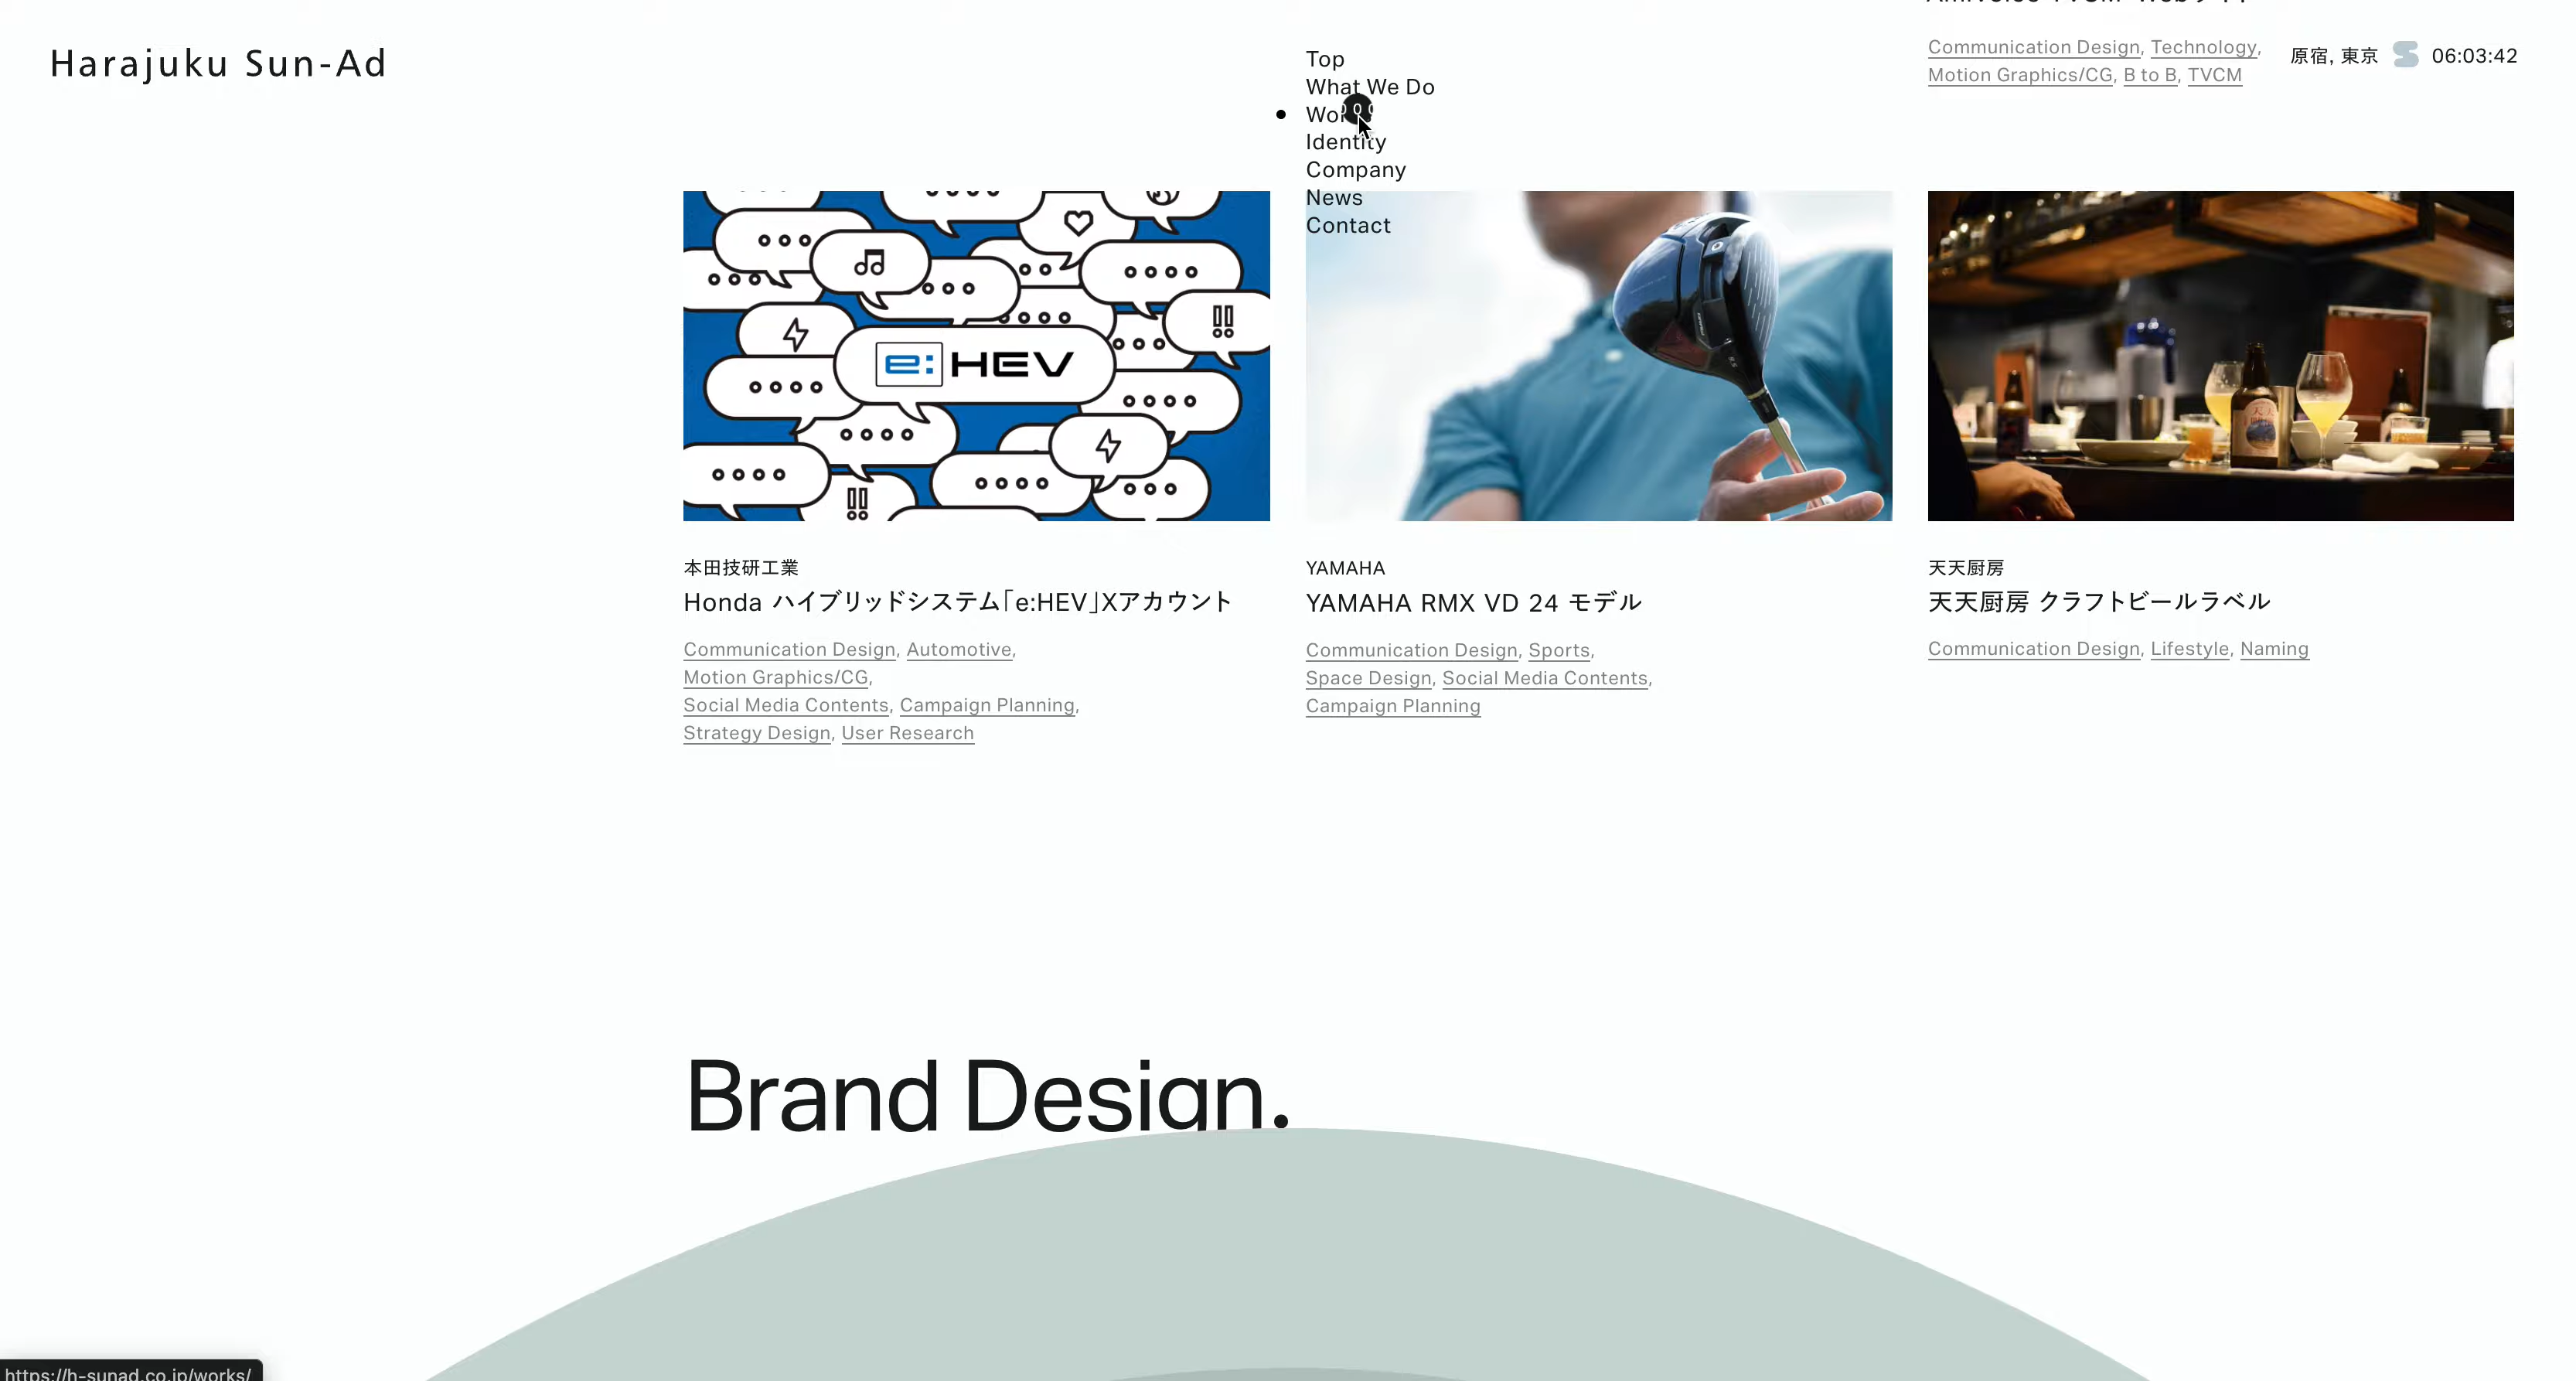 Harajuku Sun-Ad
Top
What We Do
Identity
Company
News
Contact
Communication Design, Technology,
Motion Graphics/CG, B to B, TVCM
原宿, 東京
06:03:42
e:HEV
本田技研工業
Honda ハイブリッドシステム「e:HEV」Xアカウント
Communication Design, Automotive,
Motion Graphics/CG,
Social Media Contents, Campaign Planning,
Strategy Design, User Research
YAMAHA
YAMAHA RMX VD 24 モデル
Communication Design, Sports,
Space Design, Social Media Contents,
Campaign Planning
天天厨房
天天厨房 クラフトビールラベル
Communication Design, Lifestyle, Naming
Brand Design.
https://h-sunad.co.jp/works/